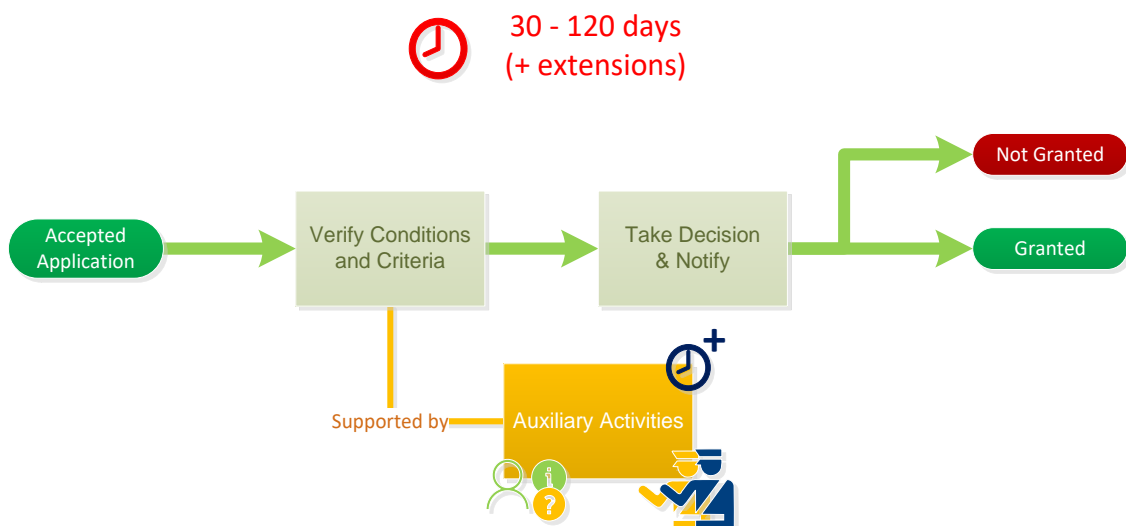 30 - 120 days
(+ extensions)
Not Granted
Accepted
Application
Verify Conditions
and Criteria
Take Decision
& Notify
Granted
Supported by
Auxiliary Activities
i
?